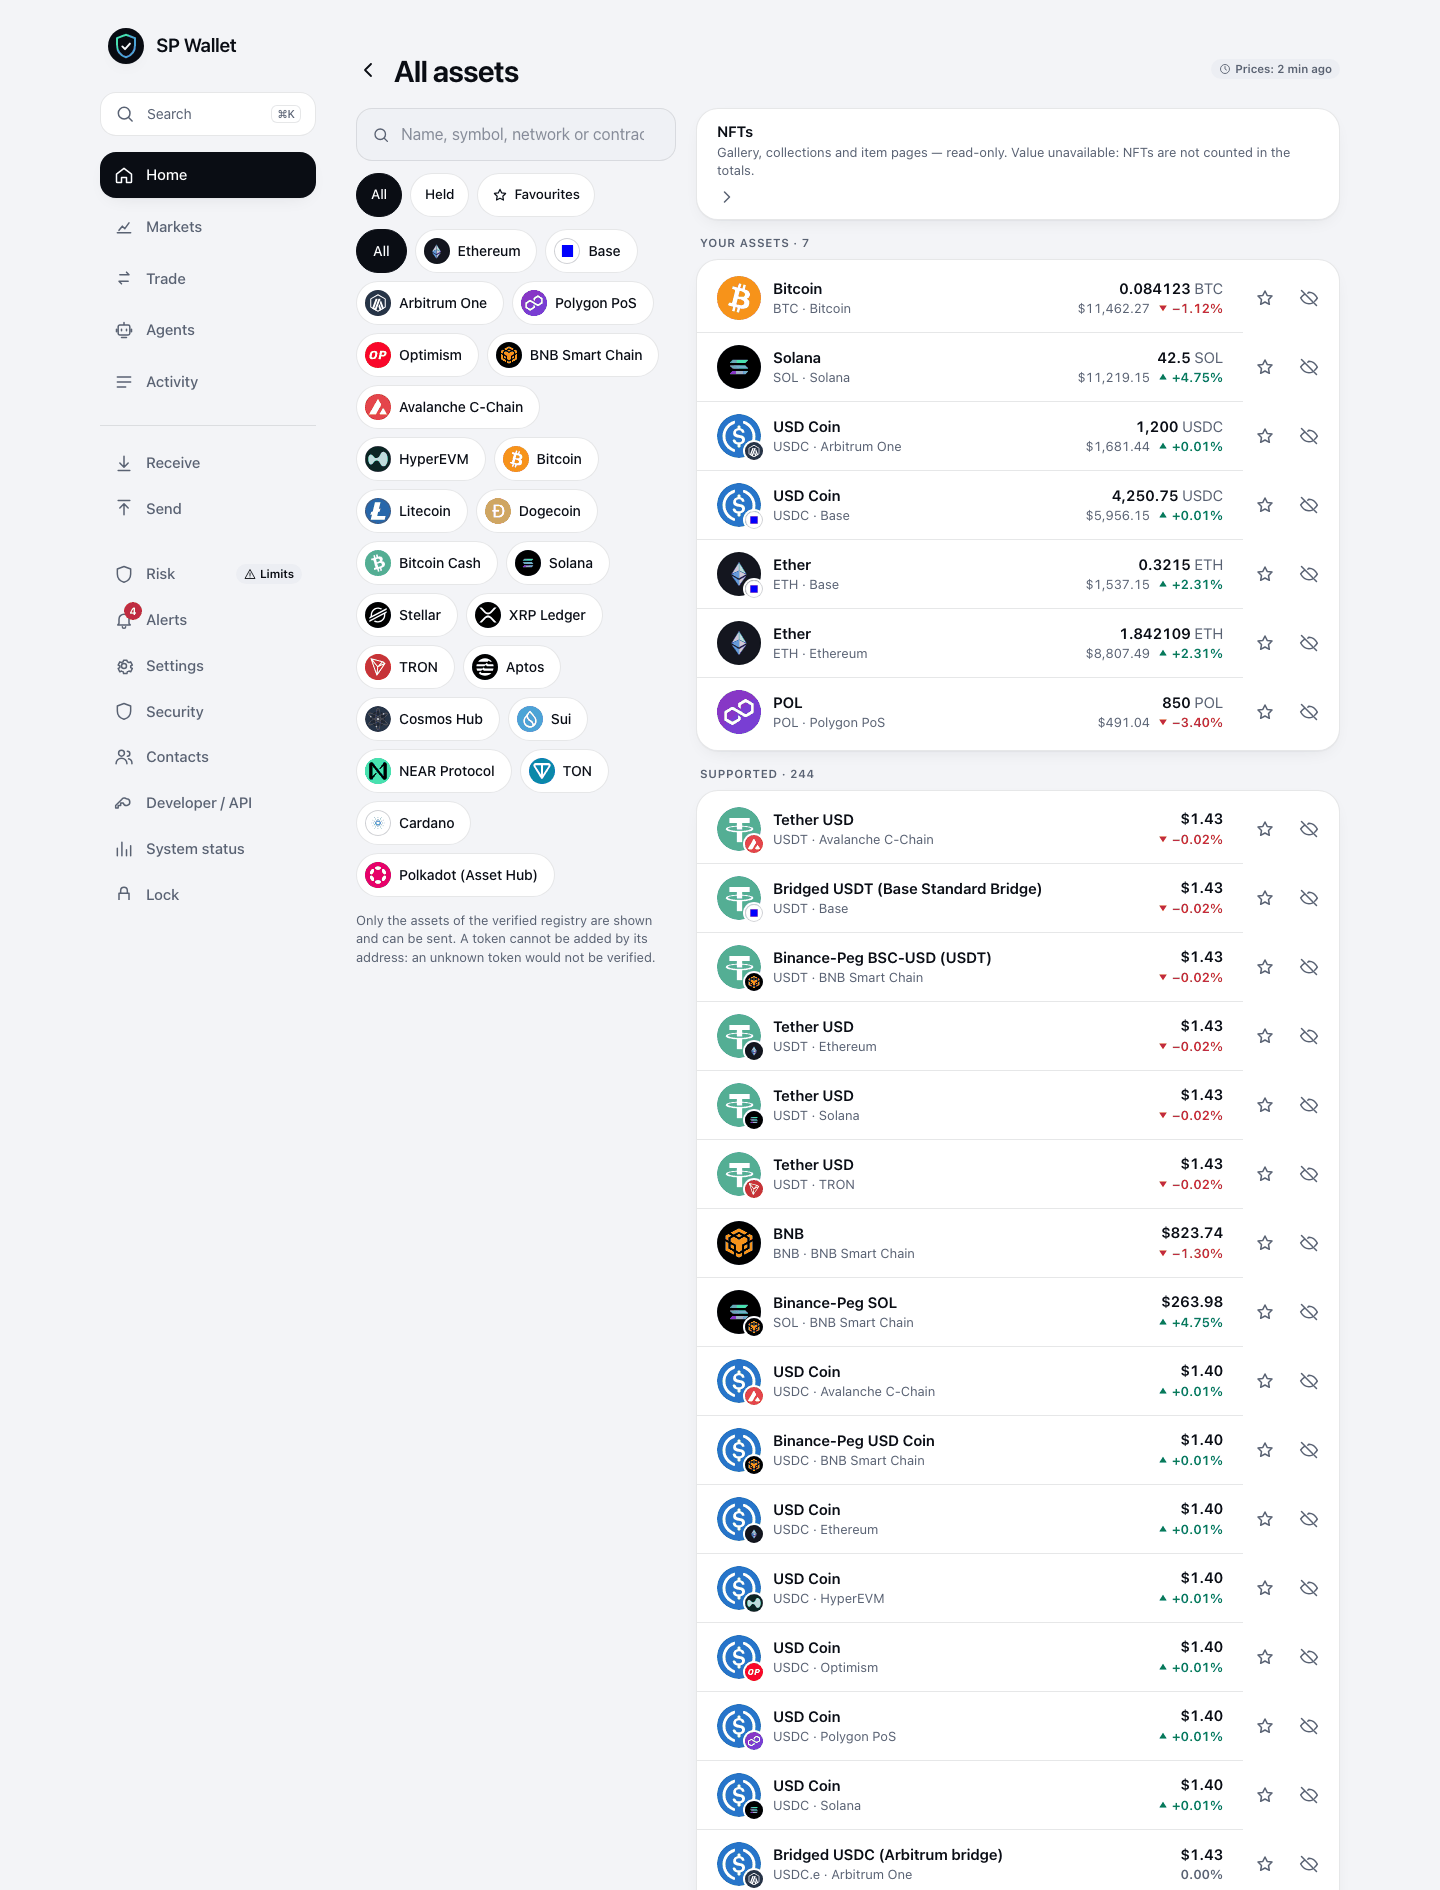 SP Wallet
Search
⌘K
Home
Markets
Trade
Agents
Activity
Receive
Send
Risk
Limits
4
Alerts
Settings
Security
Contacts
Developer / API
System status
Lock
All assets
Prices: 2 min ago
Name, symbol, network or contrac
All
Held
Favourites
All
Ethereum
Base
Arbitrum One
Polygon PoS
OP
Optimism
BNB Smart Chain
Avalanche C-Chain
HyperEVM
Bitcoin
Litecoin
Dogecoin
Bitcoin Cash
Solana
Stellar
XRP Ledger
TRON
Aptos
Cosmos Hub
Sui
NEAR Protocol
TON
Cardano
Polkadot (Asset Hub)
Only the assets of the verified registry are shown
and can be sent. A token cannot be added by its
address: an unknown token would not be verified.
NFTs
Gallery, collections and item pages — read-only. Value unavailable: NFTs are not counted in the
totals.
YOUR ASSETS · 7
Bitcoin
0.084123 BTC
BTC · Bitcoin
$11,462.27 ▼ −1.12%
Solana
42.5 SOL
SOL · Solana
$11,219.15 ▲ +4.75%
USD Coin
1,200 USDC
USDC · Arbitrum One
$1,681.44 ▲ +0.01%
USD Coin
4,250.75 USDC
USDC · Base
$5,956.15 ▲ +0.01%
Ether
0.3215 ETH
ETH · Base
$1,537.15 ▲ +2.31%
Ether
1.842109 ETH
ETH · Ethereum
$8,807.49 ▲ +2.31%
POL
850 POL
POL · Polygon PoS
$491.04 ▼ −3.40%
SUPPORTED · 244
Tether USD
$1.43
USDT · Avalanche C-Chain
▼ −0.02%
Bridged USDT (Base Standard Bridge)
$1.43
USDT · Base
▼ −0.02%
Binance-Peg BSC-USD (USDT)
$1.43
USDT · BNB Smart Chain
▼ −0.02%
Tether USD
$1.43
USDT · Ethereum
▼ −0.02%
Tether USD
$1.43
USDT · Solana
▼ −0.02%
Tether USD
$1.43
USDT · TRON
▼ −0.02%
BNB
$823.74
BNB · BNB Smart Chain
▼ −1.30%
Binance-Peg SOL
$263.98
SOL · BNB Smart Chain
▲ +4.75%
USD Coin
$1.40
USDC · Avalanche C-Chain
▲ +0.01%
Binance-Peg USD Coin
$1.40
USDC · BNB Smart Chain
▲ +0.01%
USD Coin
$1.40
USDC · Ethereum
▲ +0.01%
USD Coin
$1.40
USDC · HyperEVM
▲ +0.01%
USD Coin
$1.40
OP
USDC · Optimism
▲ +0.01%
USD Coin
$1.40
USDC · Polygon PoS
▲ +0.01%
USD Coin
$1.40
USDC · Solana
▲ +0.01%
Bridged USDC (Arbitrum bridge)
$1.43
USDC.e · Arbitrum One
0.00%